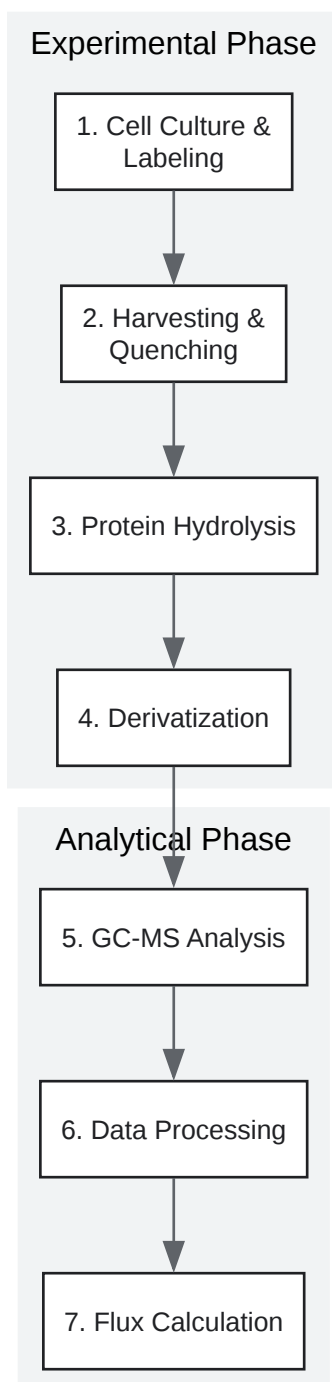 Experimental Phase
1. Cell Culture &
Labeling
2. Harvesting &
Quenching
3. Protein Hydrolysis
4. Derivatization
Analytical Phase
5. GC-MS Analysis
6. Data Processing
7. Flux Calculation